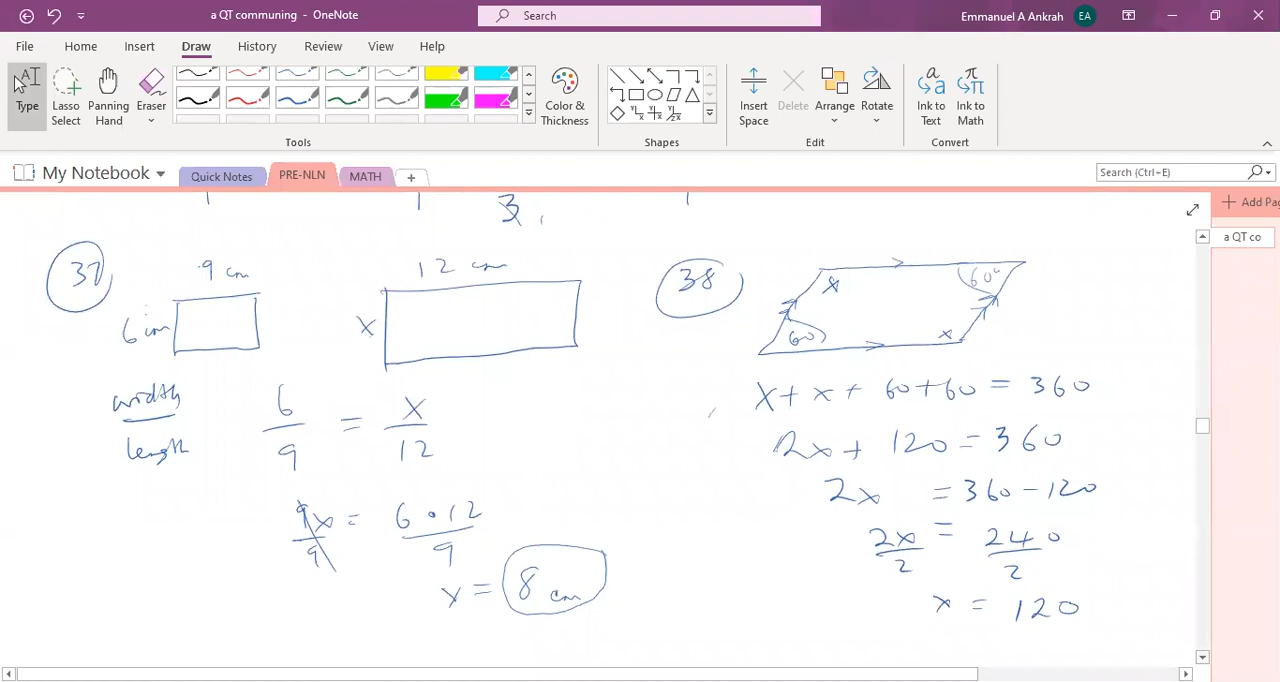 a QT communing - OneNote
Search
Emmanuel A Ankrah
EA
File
Home
Insert
Draw
History
Review
View
Help
Type
Lasso Select
Panning Hand
Eraser
Color & Thickness
Insert Space
Delete
Arrange
Rotate
Ink to Text
Ink to Math
Tools
Shapes
Edit
Convert
My Notebook
Quick Notes
PRE-NLN
MATH
+
Search (Ctrl+E)
Add Pag
a QT co
3
37
9 cm
12 cm
6 cm
x
width
length
6/9 = x/12
9x/9 = 6 • 12/9
x = 8 cm
38
x
60°
60
x
x + x + 60 + 60 = 360
2x + 120 = 360
2x = 360 - 120
2x/2 = 240/2
x = 120